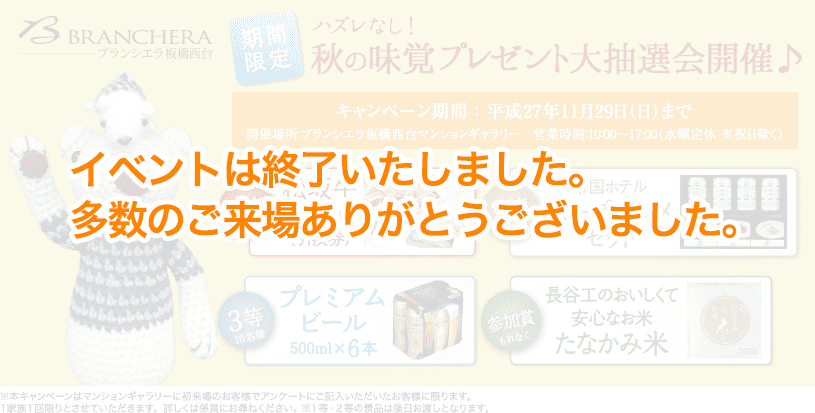 BRANCHERA
ブランシエラ板橋西台
期間
限定
ハズレなし！
秋の味覚プレゼント大抽選会開催♪
キャンペーン期間：平成27年11月29日（日）まで
開催場所:ブランシエラ板橋西台マンションギャラリー 営業時間:10:00～17:00（水曜定休 ※祝日除く）
イベントは終了いたしました。
多数のご来場ありがとうございました。
松阪牛
国ホテル
セット
3等
10名様
プレミアム
ビール
500ml×6本
参加賞
もれなく
長谷工のおいしくて
安心なお米
たなかみ米
※本キャンペーンはマンションギャラリーに初来場のお客様でアンケートにご記入いただいたお客様に限ります。
1家族1回限りとさせていただきます。詳しくは係員にお尋ねください。※1等・2等の景品は後日お渡しとなります。